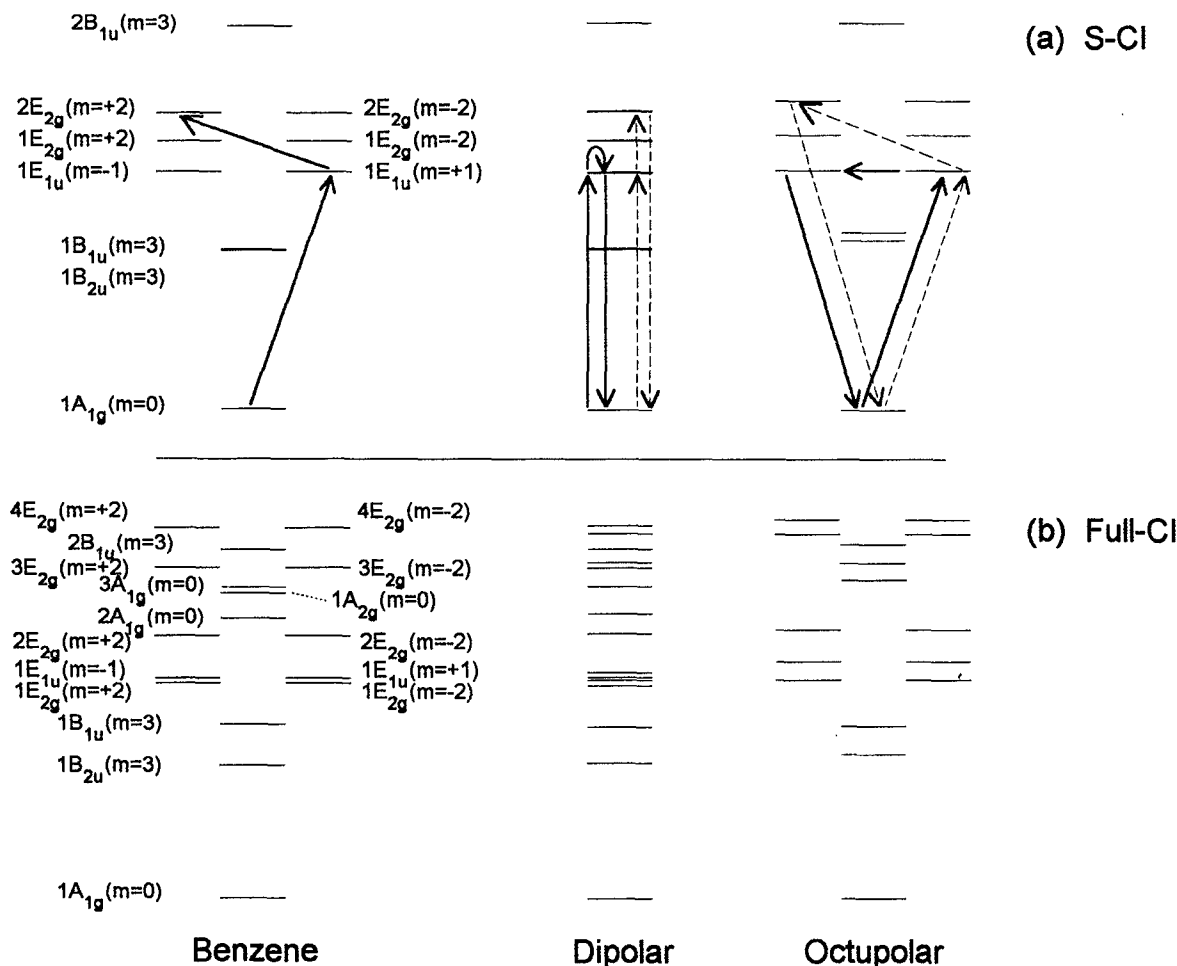 2B1u(m=3)
(a) S-CI
2E2g(m=+2) 2E2g(m=-2)
1E2g(m=+2) 1E2g(m=-2)
1E1u(m=-1) 1E1u(m=+1)
1B1u(m=3)
1B2u(m=3)
1A1g(m=0)
4E2g(m=+2) 4E2g(m=-2)
(b) Full-CI
2B1u(m=3)
3E2g(m=+2) 3E2g(m=-2)
3A1g(m=0) 1A2g(m=0)
2A1g(m=0)
2E2g(m=+2) 2E2g(m=-2)
1E1u(m=-1) 1E1u(m=+1)
1E2g(m=+2) 1E2g(m=-2)
1B1u(m=3)
1B2u(m=3)
1A1g(m=0)
Benzene Dipolar Octupolar